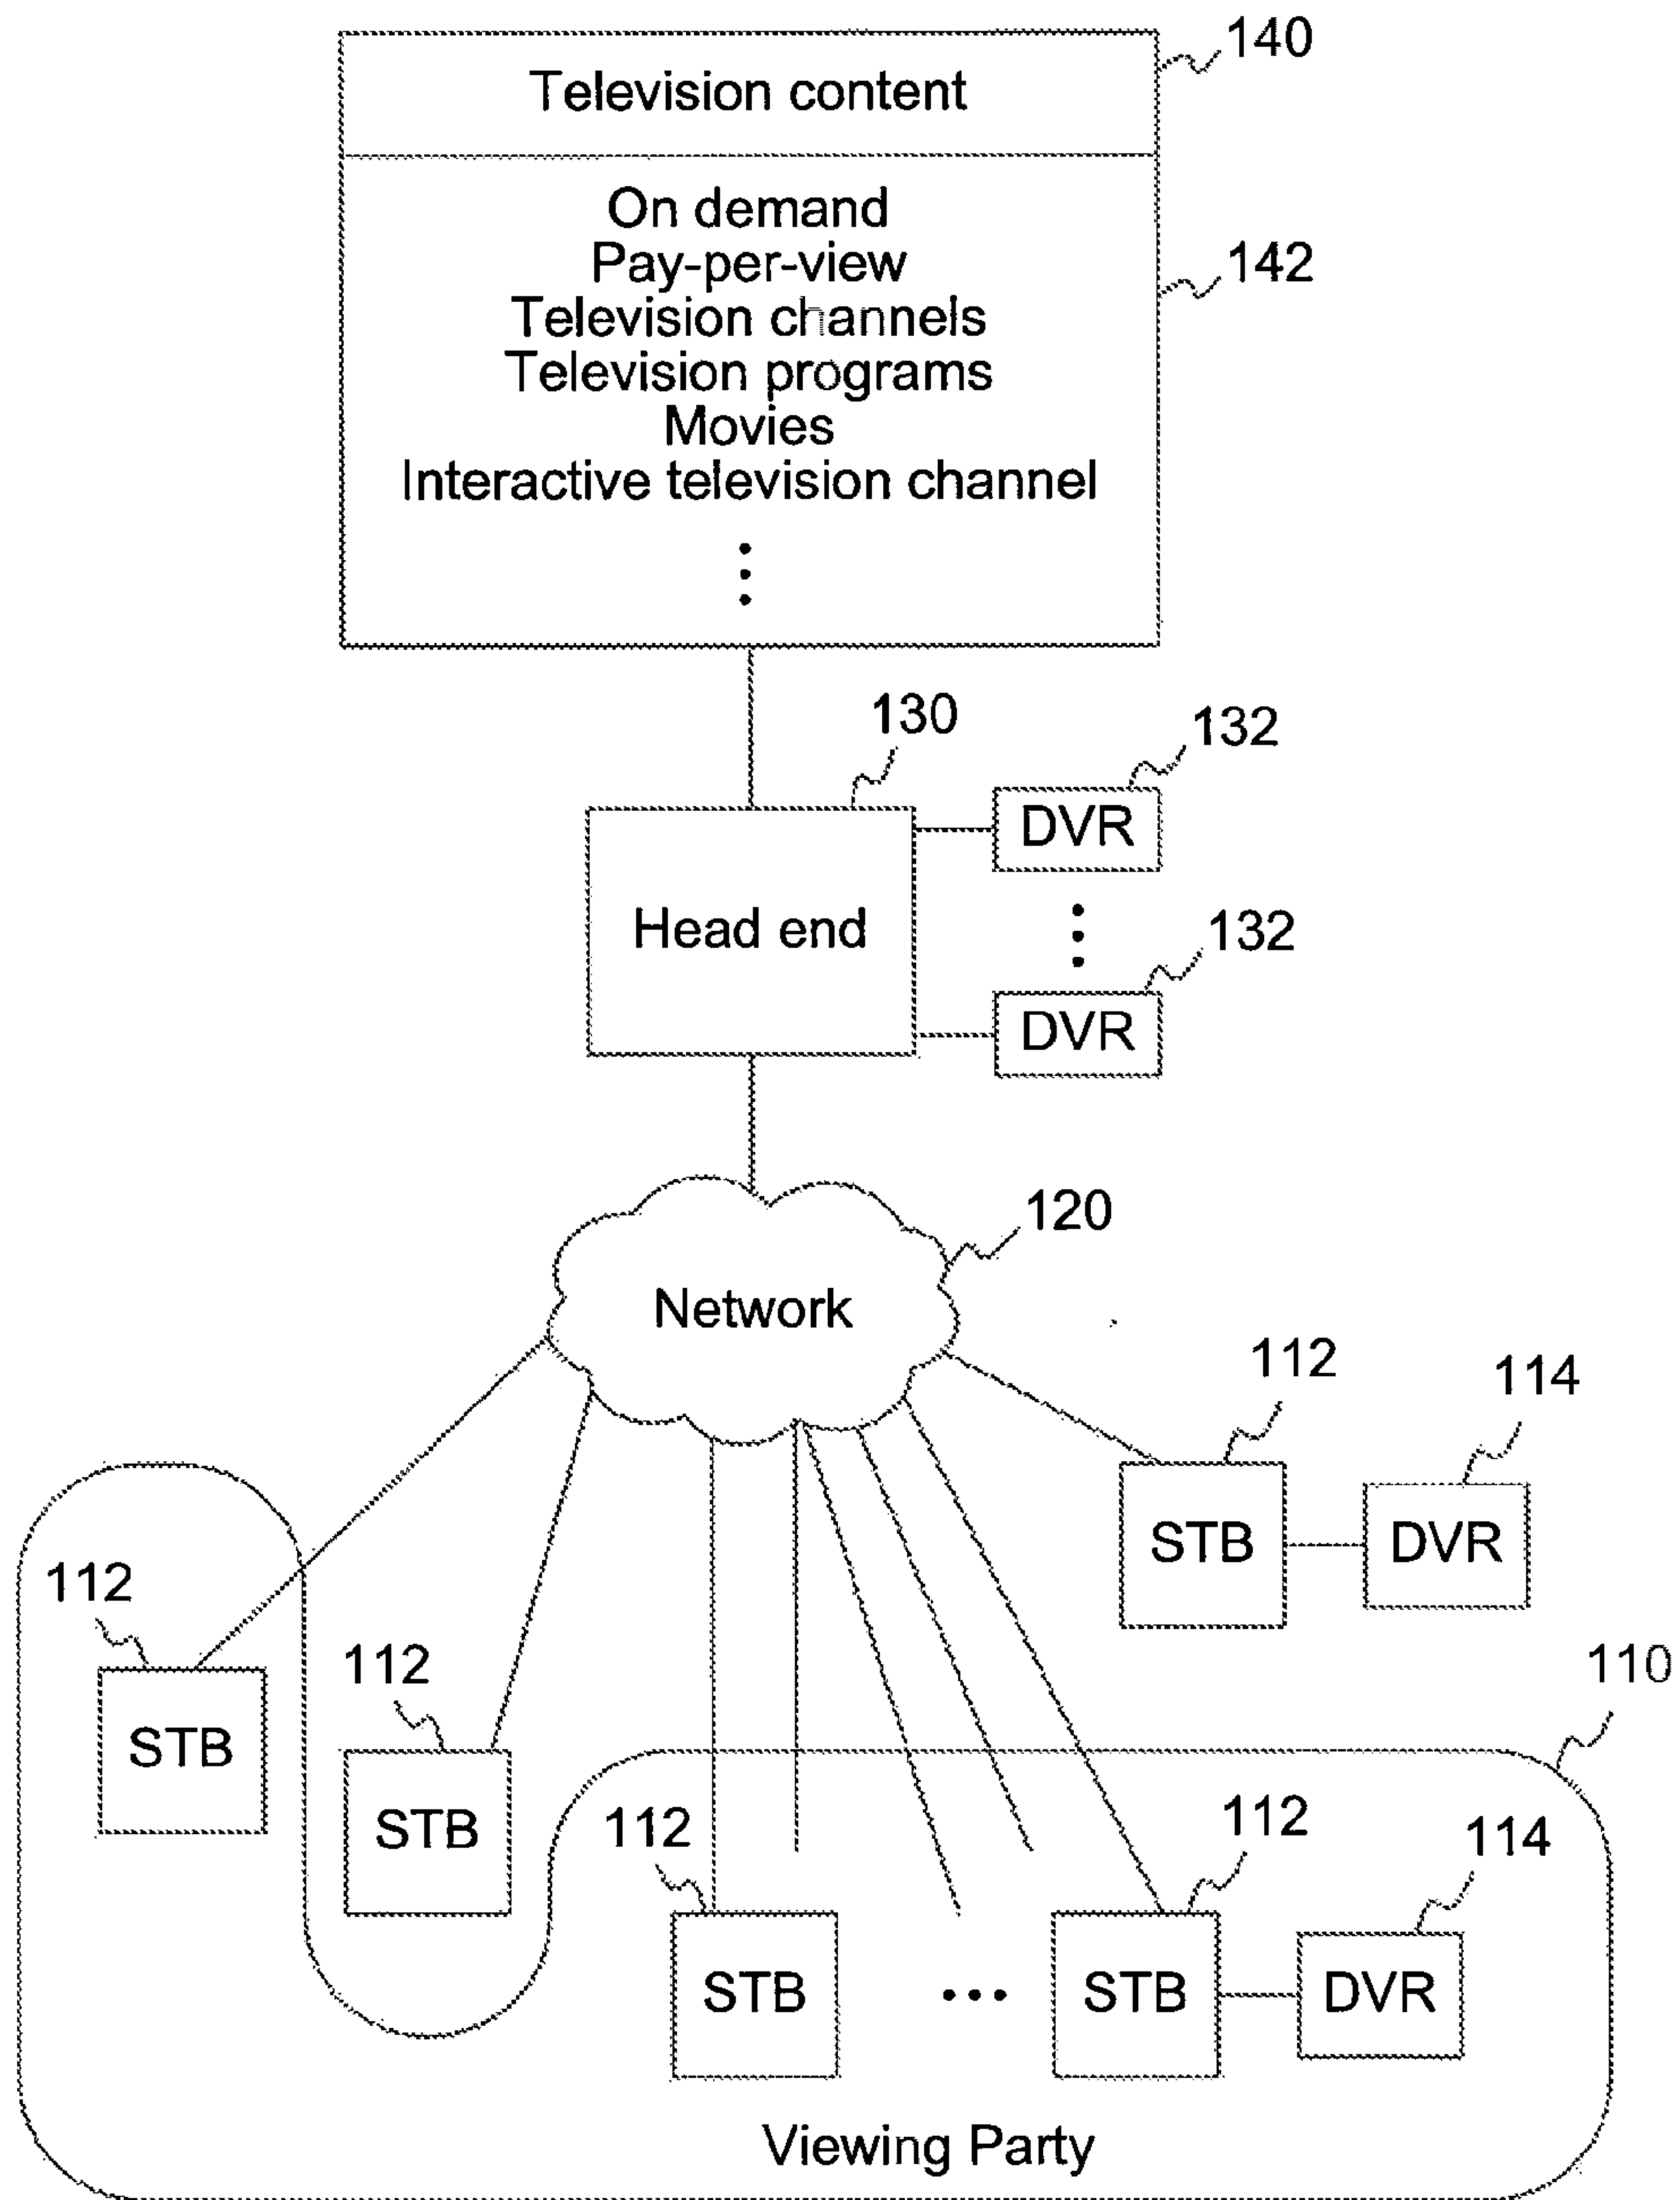 140
Television content
On demand
142
Pay-per-view
Television channels
Television programs
Movies
Interactive television channel
130
132
DVR
Head end
132
DVR
120
Network
112
114
STB
DVR
112
STB
112
STB
110
112
STB
112
STB
114
DVR
Viewing Party